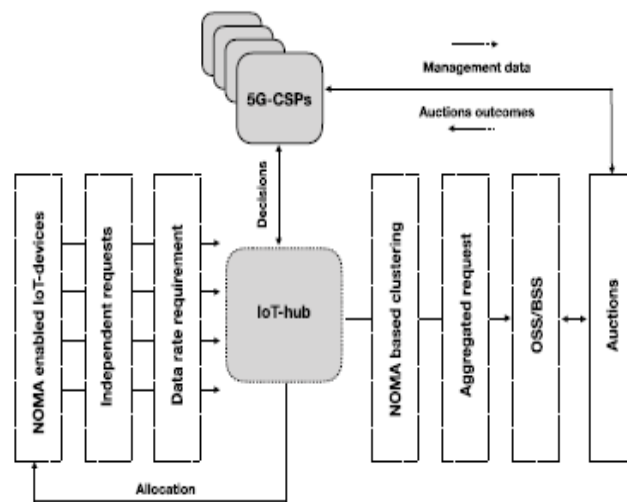 5G-CSPs
Management data
Auctions outcomes
Decisions
NOMA enabled IoT-devices
Independent requests
Data rate requirement
IoT-hub
NOMA based clustering
Aggregated request
OSS/BSS
Auctions
Allocation